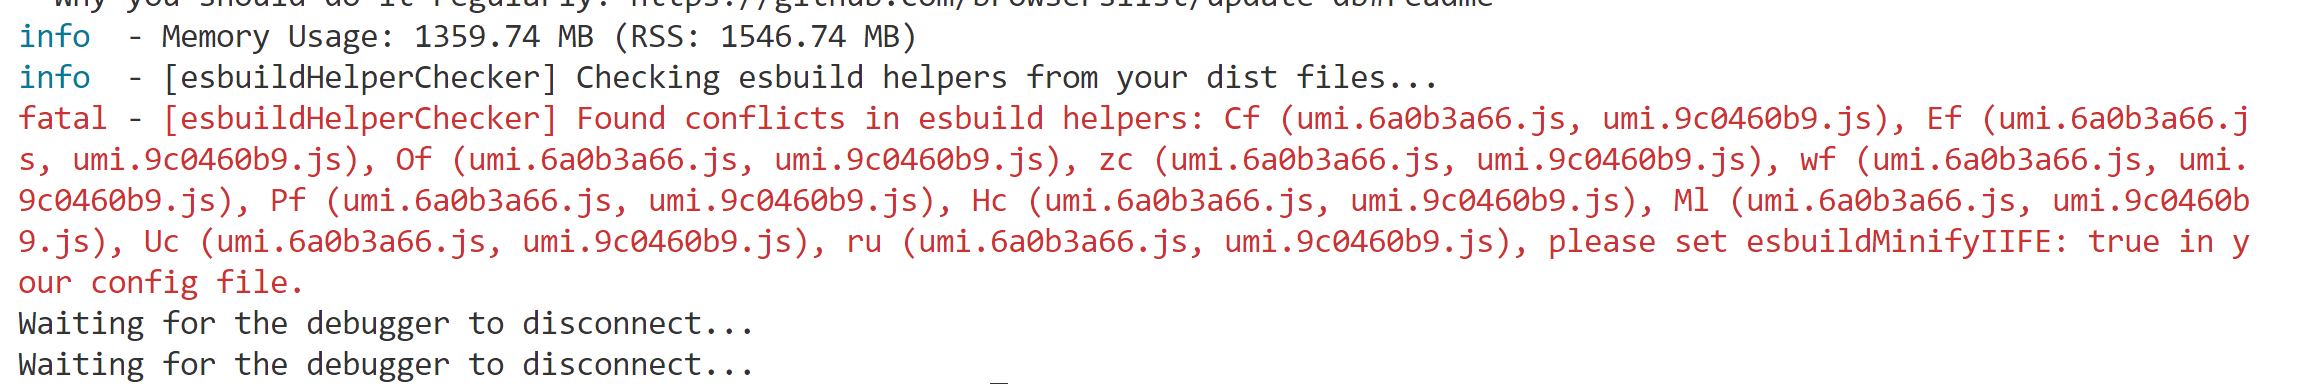 Why you should do it regularly: https://github.com/browserslist/update-db#readme
info  - Memory Usage: 1359.74 MB (RSS: 1546.74 MB)
info  - [esbuildHelperChecker] Checking esbuild helpers from your dist files...
fatal - [esbuildHelperChecker] Found conflicts in esbuild helpers: Cf (umi.6a0b3a66.js, umi.9c0460b9.js), Ef (umi.6a0b3a66.j
s, umi.9c0460b9.js), Of (umi.6a0b3a66.js, umi.9c0460b9.js), zc (umi.6a0b3a66.js, umi.9c0460b9.js), wf (umi.6a0b3a66.js, umi.
9c0460b9.js), Pf (umi.6a0b3a66.js, umi.9c0460b9.js), Hc (umi.6a0b3a66.js, umi.9c0460b9.js), Ml (umi.6a0b3a66.js, umi.9c0460b
9.js), Uc (umi.6a0b3a66.js, umi.9c0460b9.js), ru (umi.6a0b3a66.js, umi.9c0460b9.js), please set esbuildMinifyIIFE: true in y
our config file.
Waiting for the debugger to disconnect...
Waiting for the debugger to disconnect...